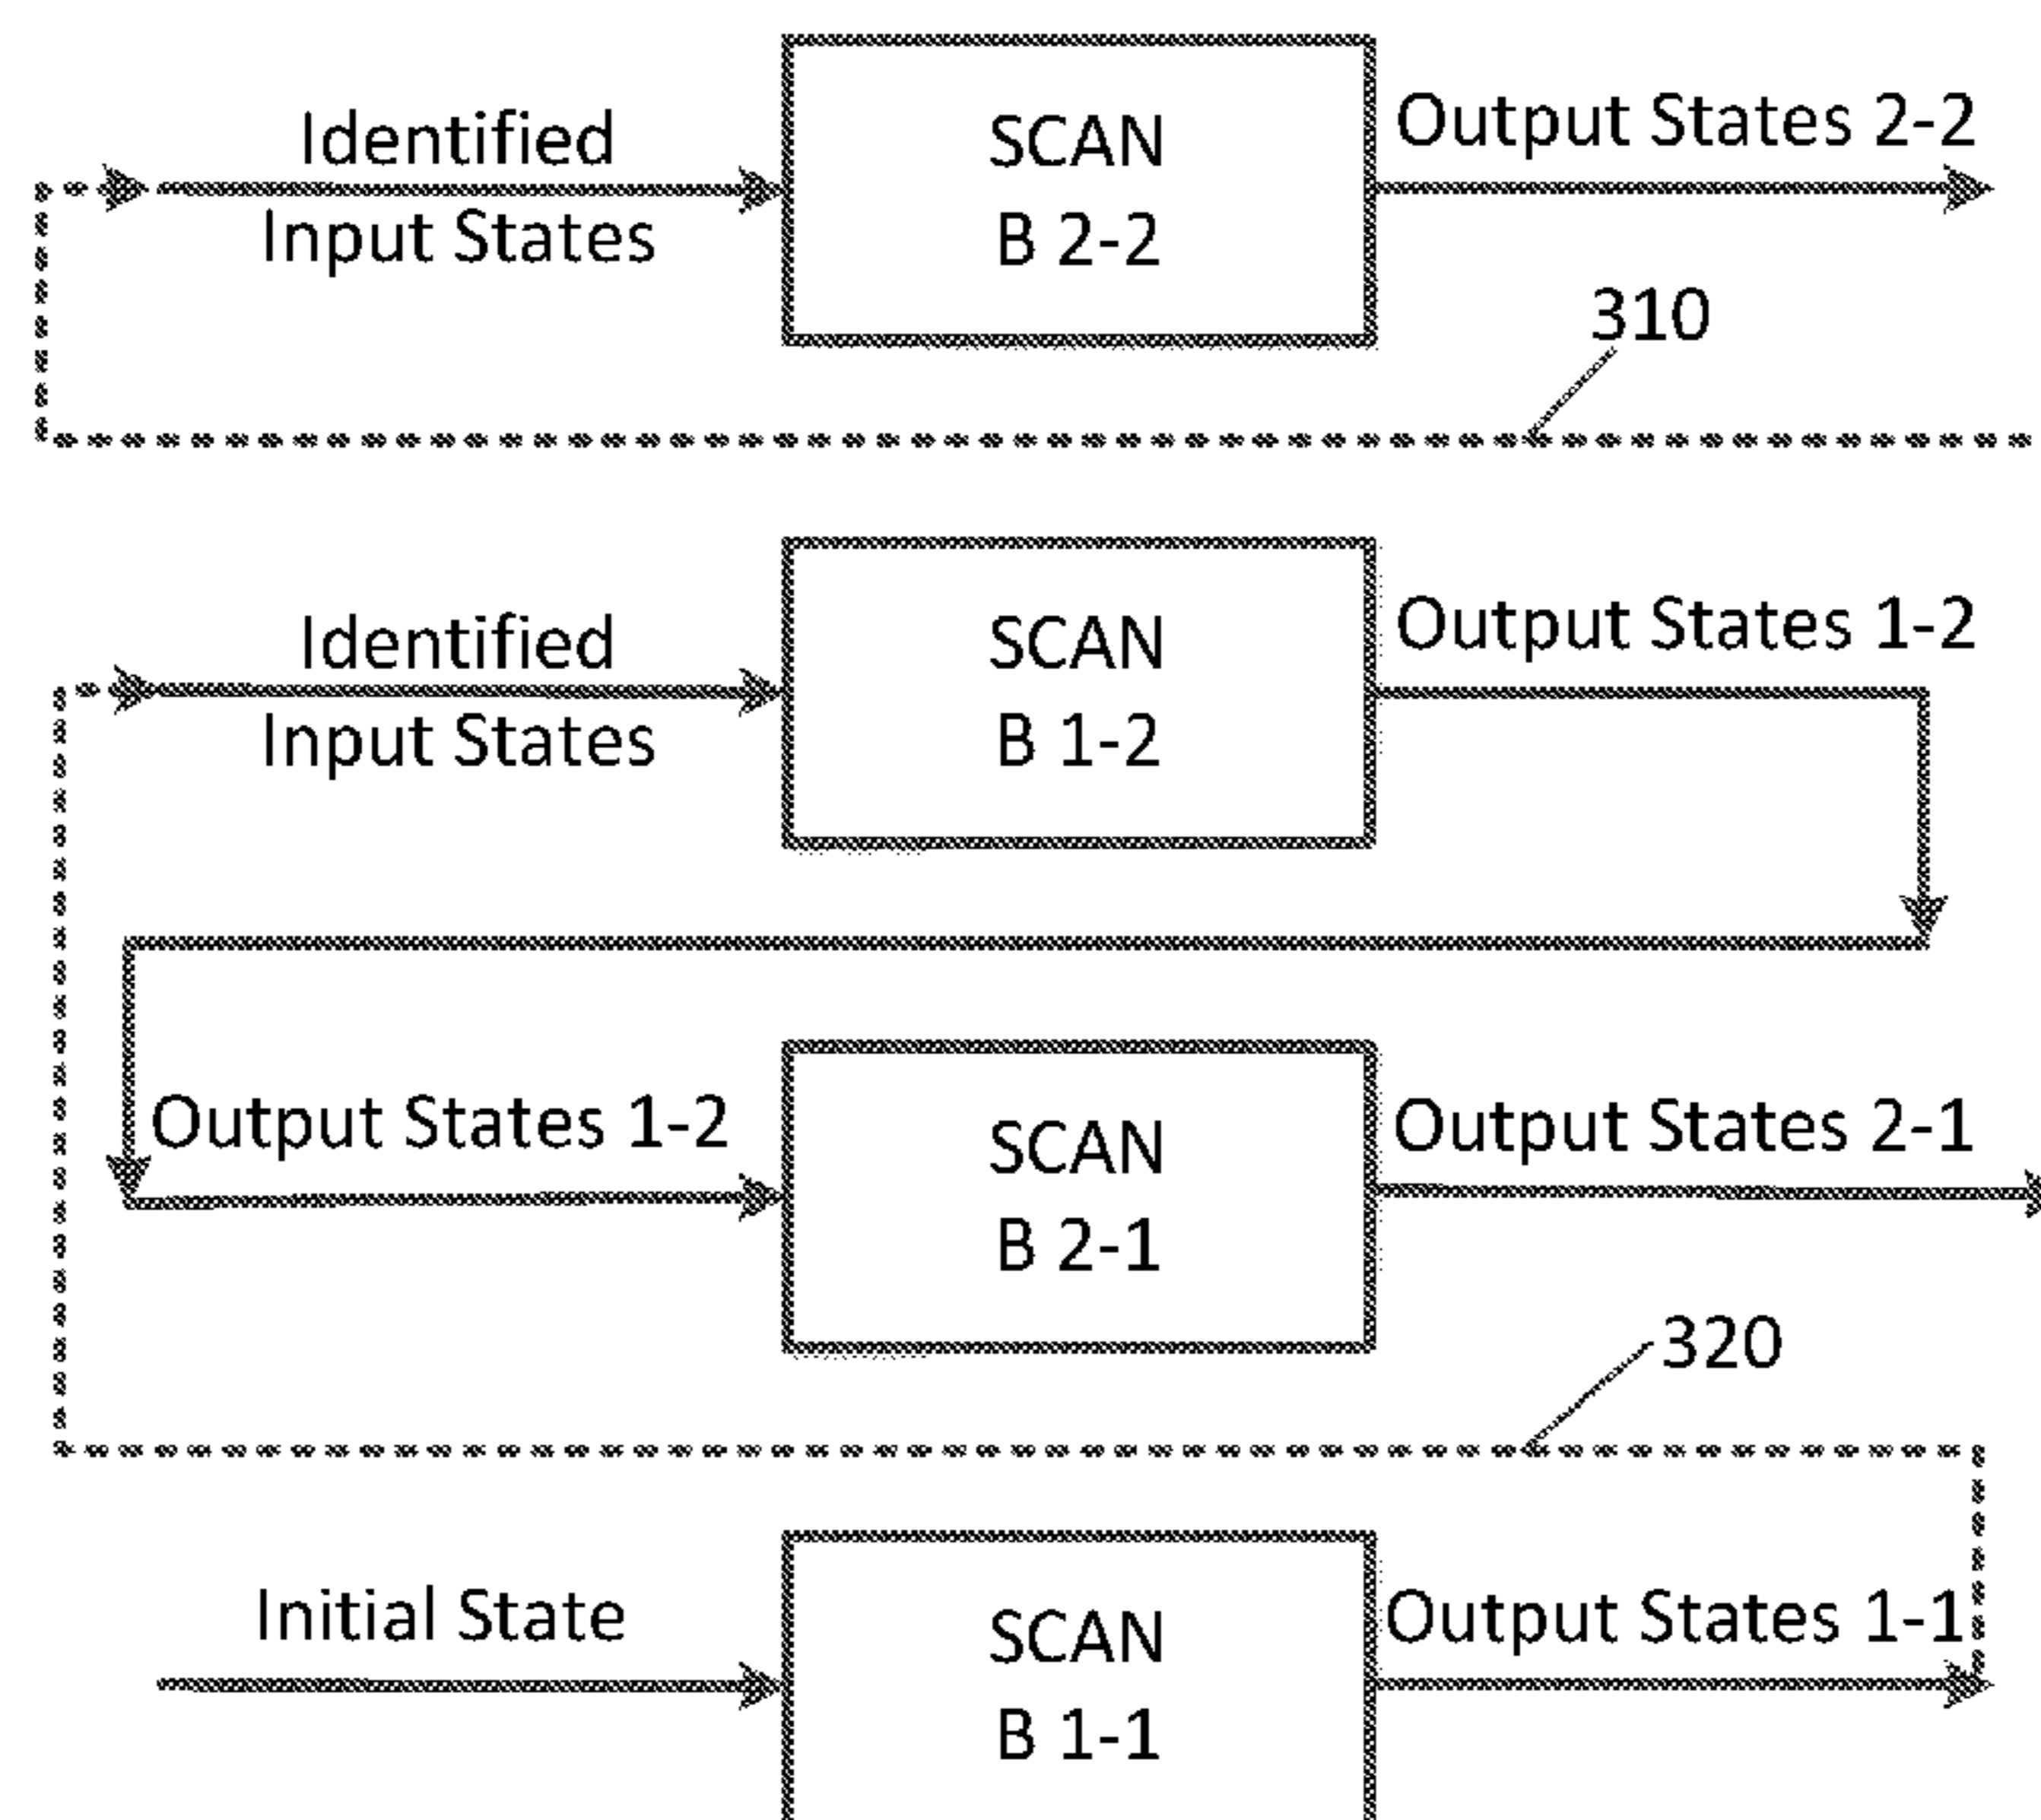 Identified
Input States
SCAN
B 2-2
Output States 2-2
310
Identified
Input States
SCAN
B 1-2
Output States 1-2
Output States 1-2
SCAN
B 2-1
Output States 2-1
320
Initial State
SCAN
B 1-1
Output States 1-1